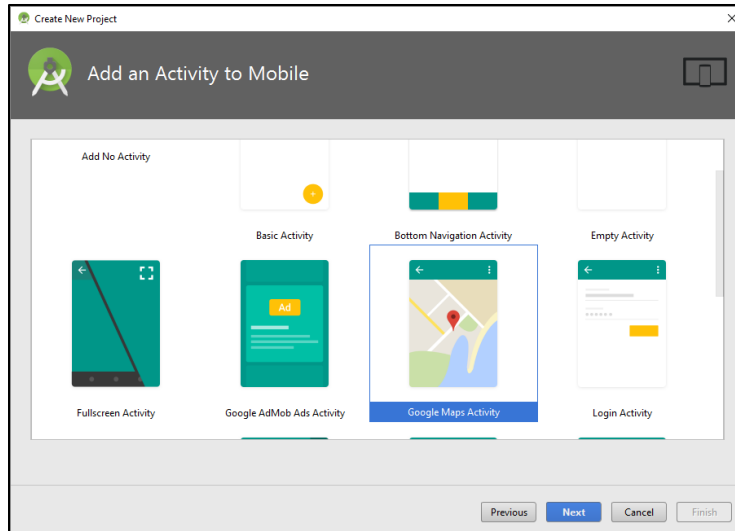 Create New Project
Add an Activity to Mobile
Add No Activity
Basic Activity
Bottom Navigation Activity
Empty Activity
Ad
Fullscreen Activity
Google AdMob Ads Activity
Google Maps Activity
Login Activity
Previous
Next
Cancel
Finish